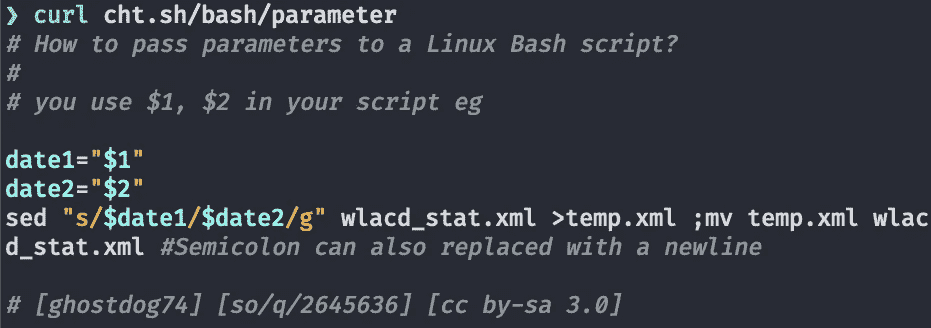 ❯ curl cht.sh/bash/parameter
# How to pass parameters to a Linux Bash script?
#
# you use $1, $2 in your script eg
date1="$1"
date2="$2"
sed "s/$date1/$date2/g" wlacd_stat.xml >temp.xml ;mv temp.xml wlac
d_stat.xml #Semicolon can also replaced with a newline
# [ghostdog74] [so/q/2645636] [cc by-sa 3.0]